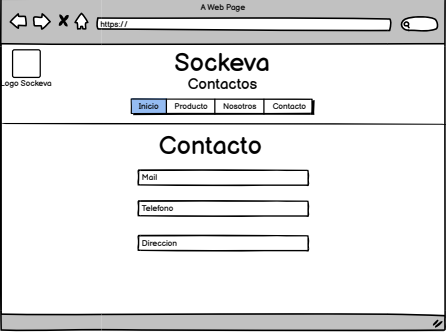 A Web Page
https://
Sockeva
Logo Sockeva
Contactos
Inicio Producto Nosotros Contacto
Contacto
Mail
Telefono
Direccion